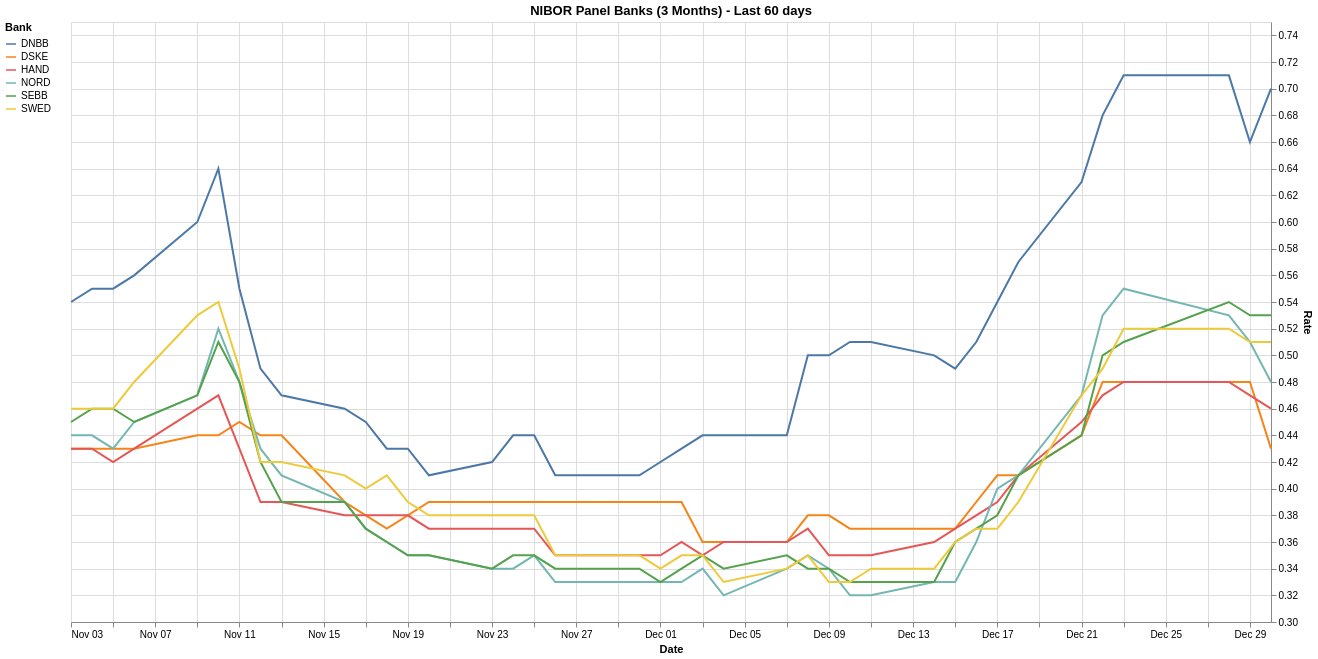 NIBOR Panel Banks (3 Months) - Last 60 days
Bank
DNBB
DSKE
HAND
NORD
SEBB
SWED
0.74
0.72
0.70
0.68
0.66
0.64
0.62
0.60
0.58
0.56
0.54
0.52
0.50
0.48
0.46
0.44
0.42
0.40
0.38
0.36
0.34
0.32
0.30
Rate
Nov 03 Nov 07 Nov 11 Nov 15 Nov 19 Nov 23 Nov 27 Dec 01 Dec 05 Dec 09 Dec 13 Dec 17 Dec 21 Dec 25 Dec 29
Date